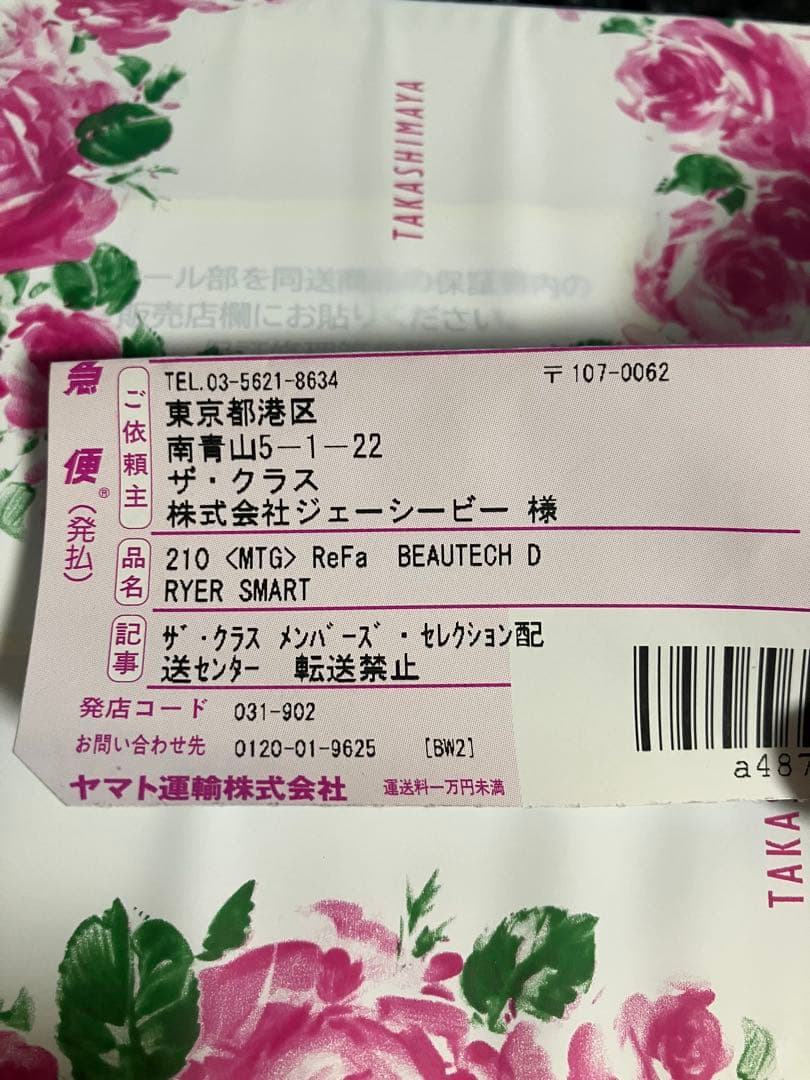 TAKASHIMAYA
ール部を同送商品の保証書内の
販売店欄にお貼りください
急便®(発払)
ご依頼主
TEL.03-5621-8634 〒107-0062
東京都港区
南青山5-1-22
ザ・クラス
株式会社ジェーシービー 様
品名
210 <MTG> ReFa BEAUTECH D
RYER SMART
記事
ザ・クラス メンバーズ・セレクション配
送センター 転送禁止
発店コード 031-902
お問い合わせ先 0120-01-9625 [BW2]
ヤマト運輸株式会社 運送料一万円未満
a487
TAKA